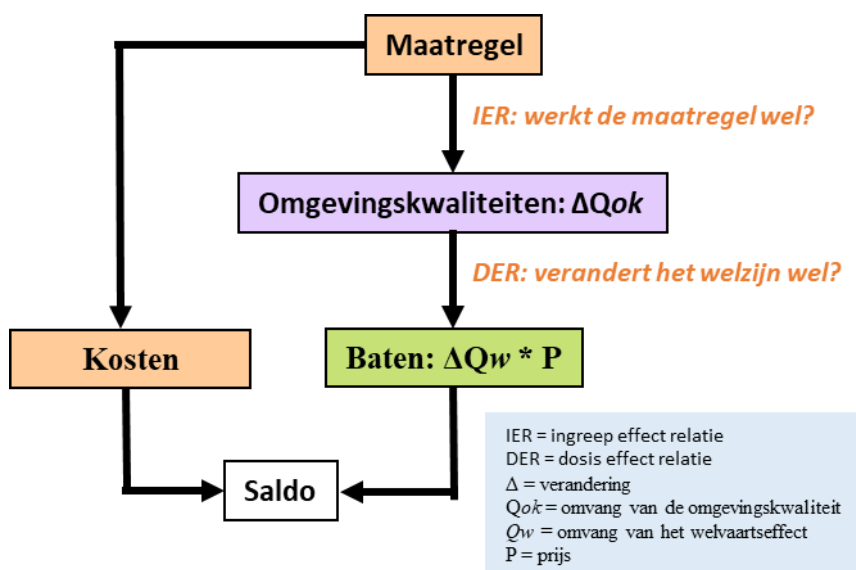 Maatregel
IER: werkt de maatregel wel?
Omgevingskwaliteiten: ΔQok
DER: verandert het welzijn wel?
Kosten
Baten: ΔQw * P
Saldo
IER = ingreep effect relatie
DER = dosis effect relatie
Δ = verandering
Qok = omvang van de omgevingskwaliteit
Qw = omvang van het welvaartseffect
P = prijs